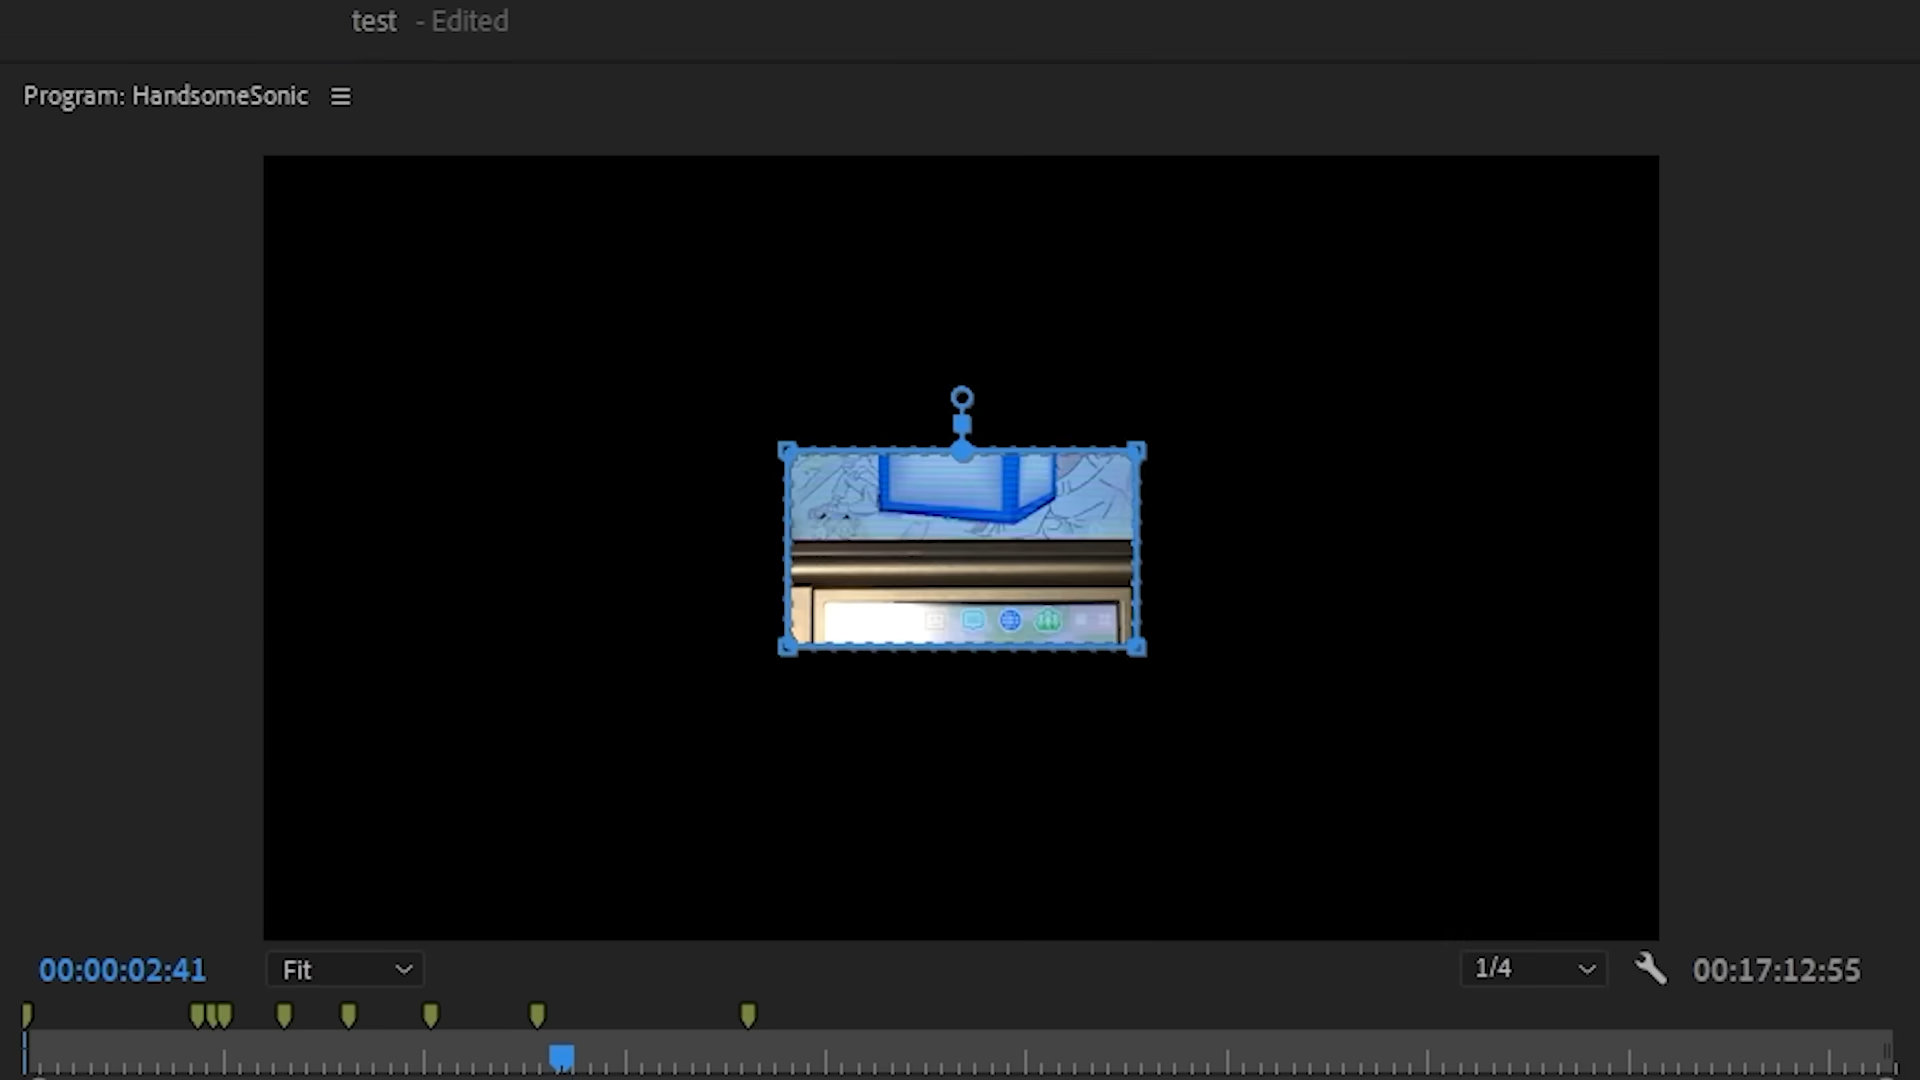 test - Edited
Program: HandsomeSonic
00:00:02:41
Fit
1/4
00:17:12:55